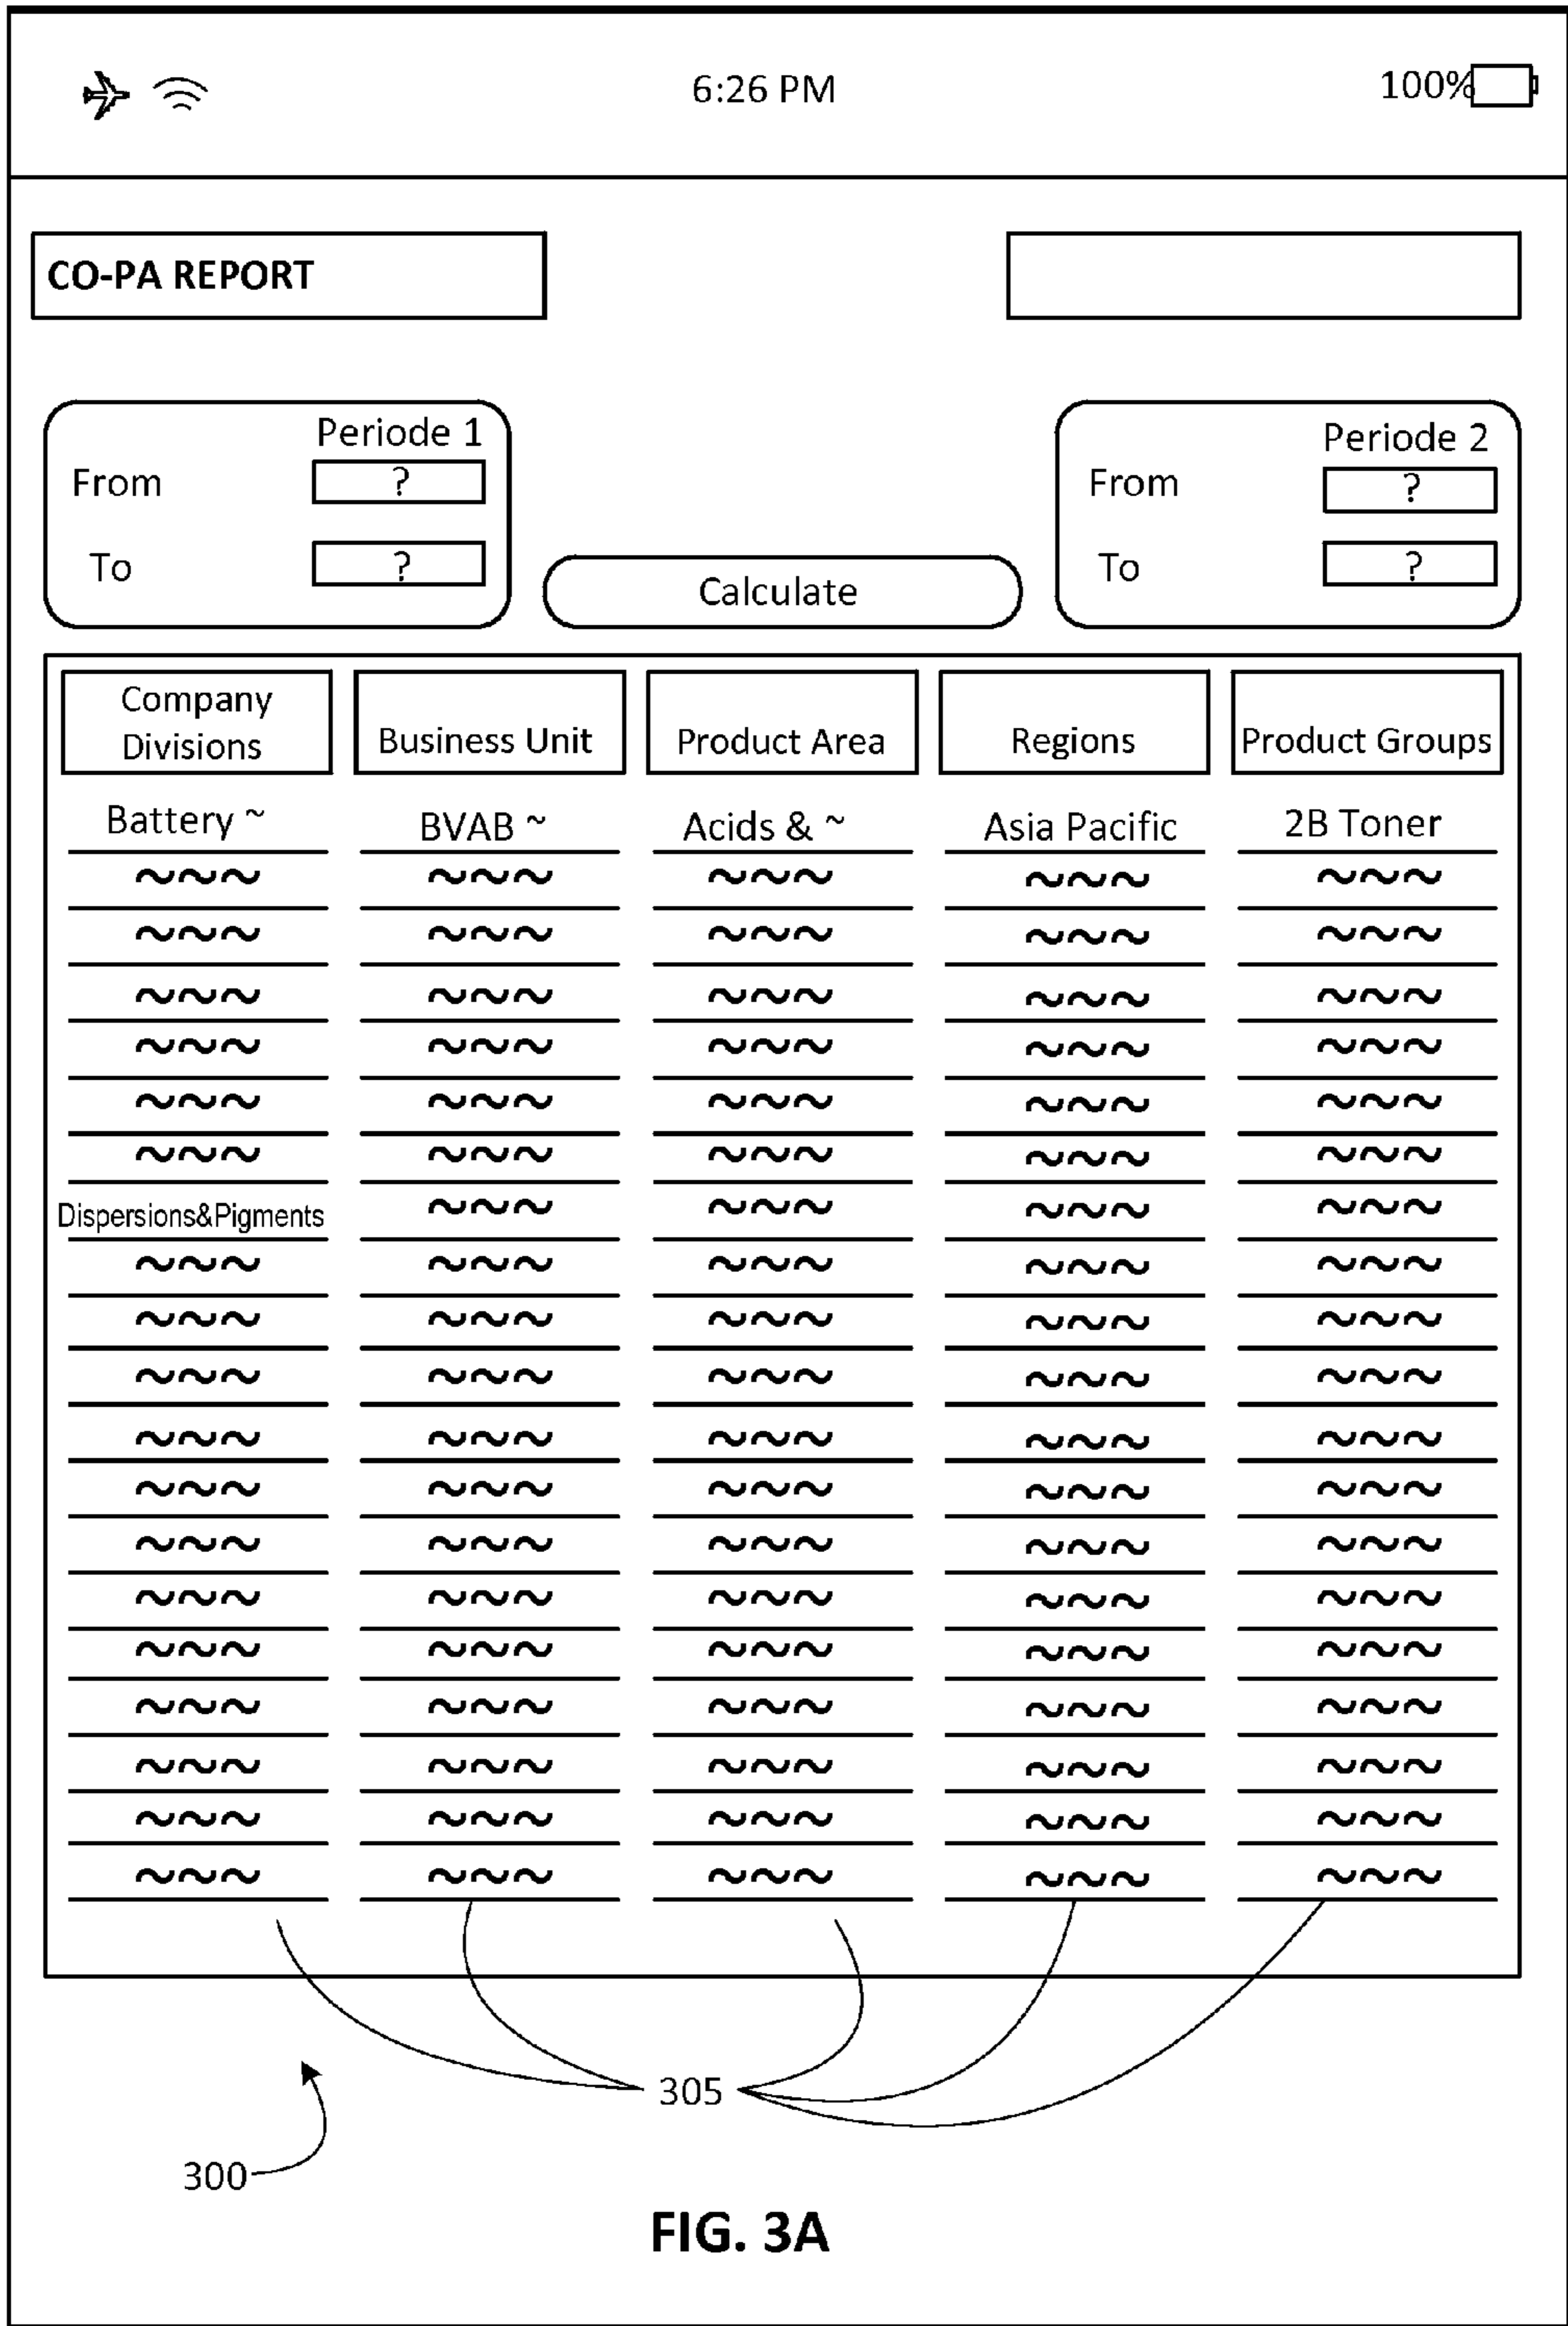 6:26 PM 100%
CO-PA REPORT
Periode 1 Periode 2
From ? From ?
To ? To ?
Calculate
Company Divisions Business Unit Product Area Regions Product Groups
Battery ~ BVAB ~ Acids & ~ Asia Pacific 2B Toner
~~~ ~~~ ~~~ ~~~ ~~~
~~~ ~~~ ~~~ ~~~ ~~~
~~~ ~~~ ~~~ ~~~ ~~~
~~~ ~~~ ~~~ ~~~ ~~~
~~~ ~~~ ~~~ ~~~ ~~~
~~~ ~~~ ~~~ ~~~ ~~~
Dispersions&Pigments ~~~ ~~~ ~~~ ~~~
~~~ ~~~ ~~~ ~~~ ~~~
~~~ ~~~ ~~~ ~~~ ~~~
~~~ ~~~ ~~~ ~~~ ~~~
~~~ ~~~ ~~~ ~~~ ~~~
~~~ ~~~ ~~~ ~~~ ~~~
~~~ ~~~ ~~~ ~~~ ~~~
~~~ ~~~ ~~~ ~~~ ~~~
~~~ ~~~ ~~~ ~~~ ~~~
~~~ ~~~ ~~~ ~~~ ~~~
~~~ ~~~ ~~~ ~~~ ~~~
~~~ ~~~ ~~~ ~~~ ~~~
~~~ ~~~ ~~~ ~~~ ~~~
305
300
FIG. 3A